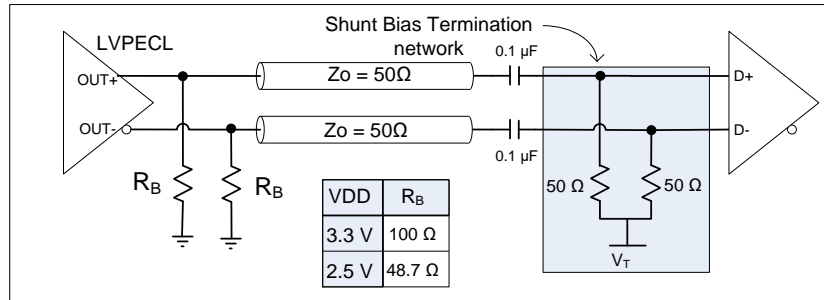 Shunt Bias Termination
network
LVPECL
0.1 µF
OUT+
Zo = 50Ω
D+
OUT-
Zo = 50Ω
D-
0.1 µF
R_B
R_B
50 Ω
50 Ω
VDD R_B
3.3 V 100 Ω
2.5 V 48.7 Ω
V_T